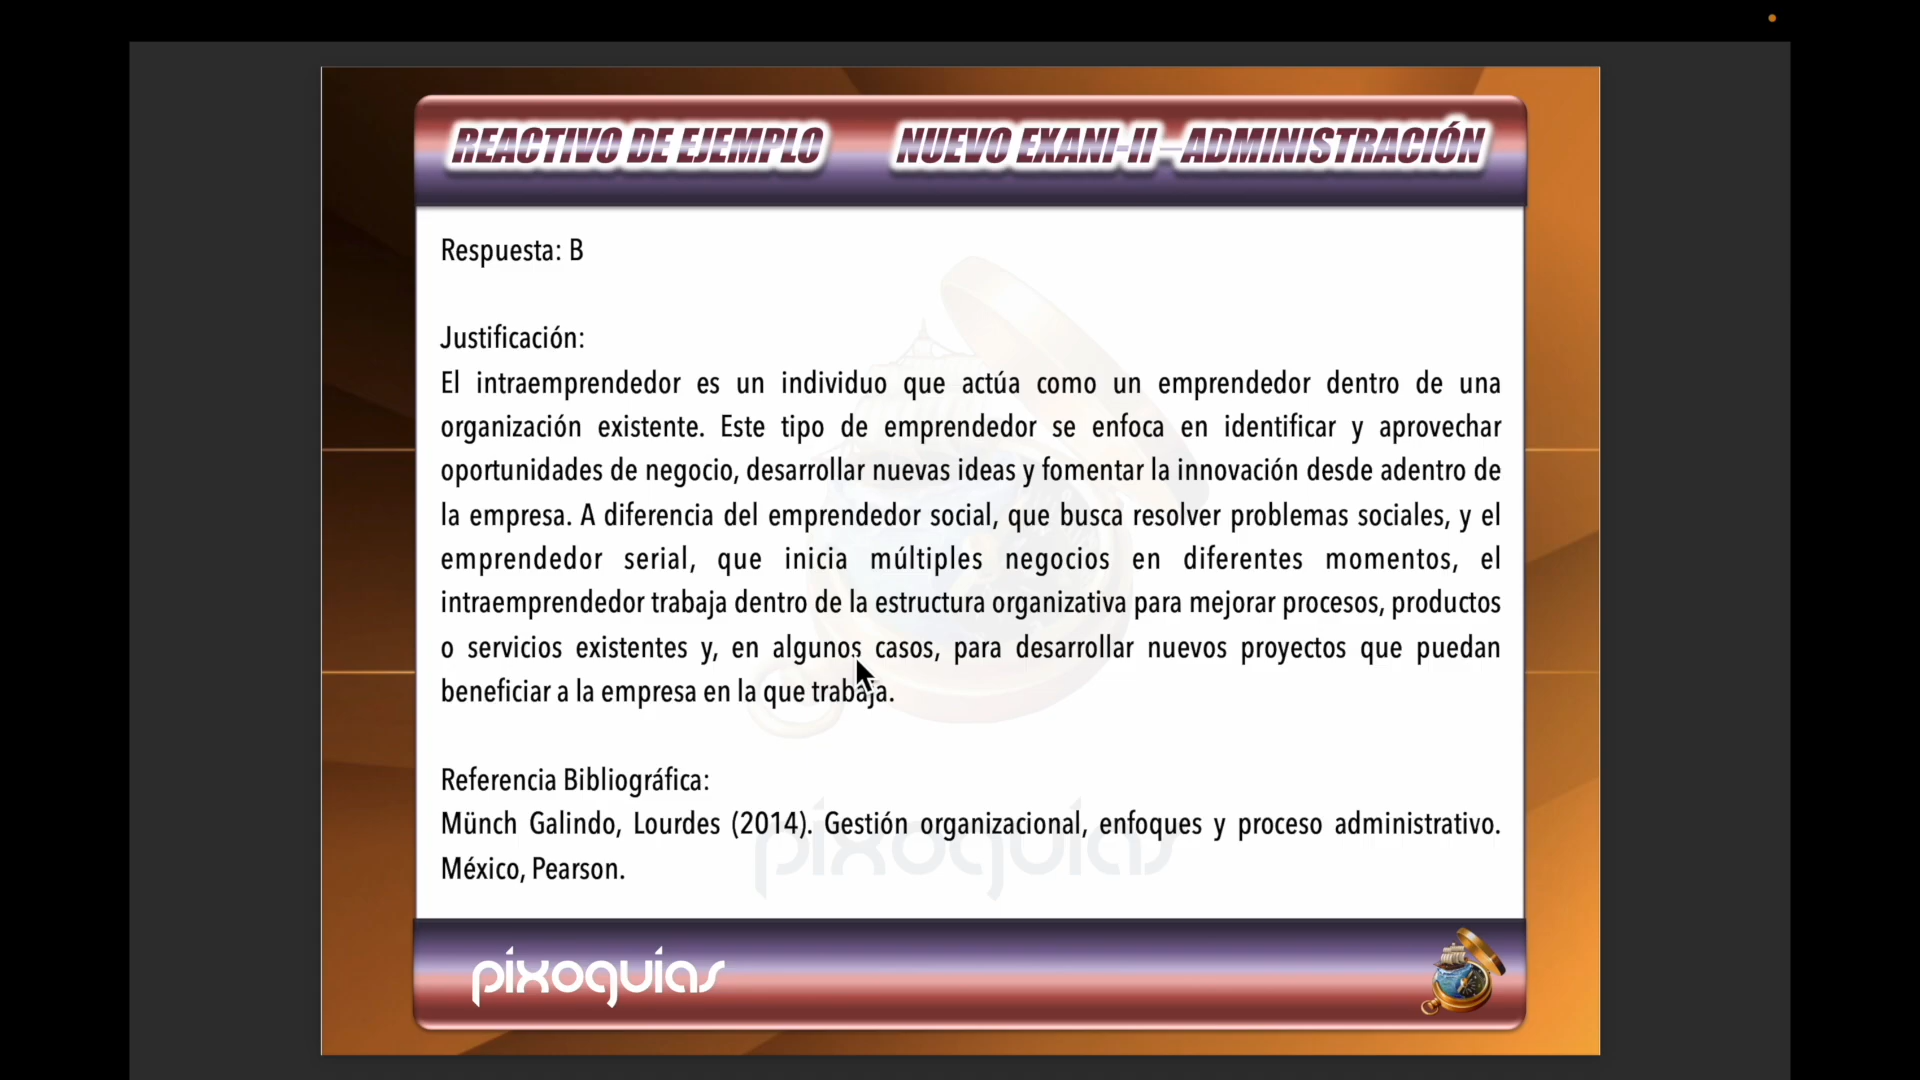 REACTIVO DE EJEMPLO NUEVO EXANI-II – ADMINISTRACIÓN
Respuesta: B
Justificación:
El intraemprendedor es un individuo que actúa como un emprendedor dentro de una
organización existente. Este tipo de emprendedor se enfoca en identificar y aprovechar
oportunidades de negocio, desarrollar nuevas ideas y fomentar la innovación desde adentro de
la empresa. A diferencia del emprendedor social, que busca resolver problemas sociales, y el
emprendedor serial, que inicia múltiples negocios en diferentes momentos, el
intraemprendedor trabaja dentro de la estructura organizativa para mejorar procesos, productos
o servicios existentes y, en algunos casos, para desarrollar nuevos proyectos que puedan
beneficiar a la empresa en la que trabaja.
Referencia Bibliográfica:
Münch Galindo, Lourdes (2014). Gestión organizacional, enfoques y proceso administrativo.
México, Pearson.
pixoguias
pixoguias